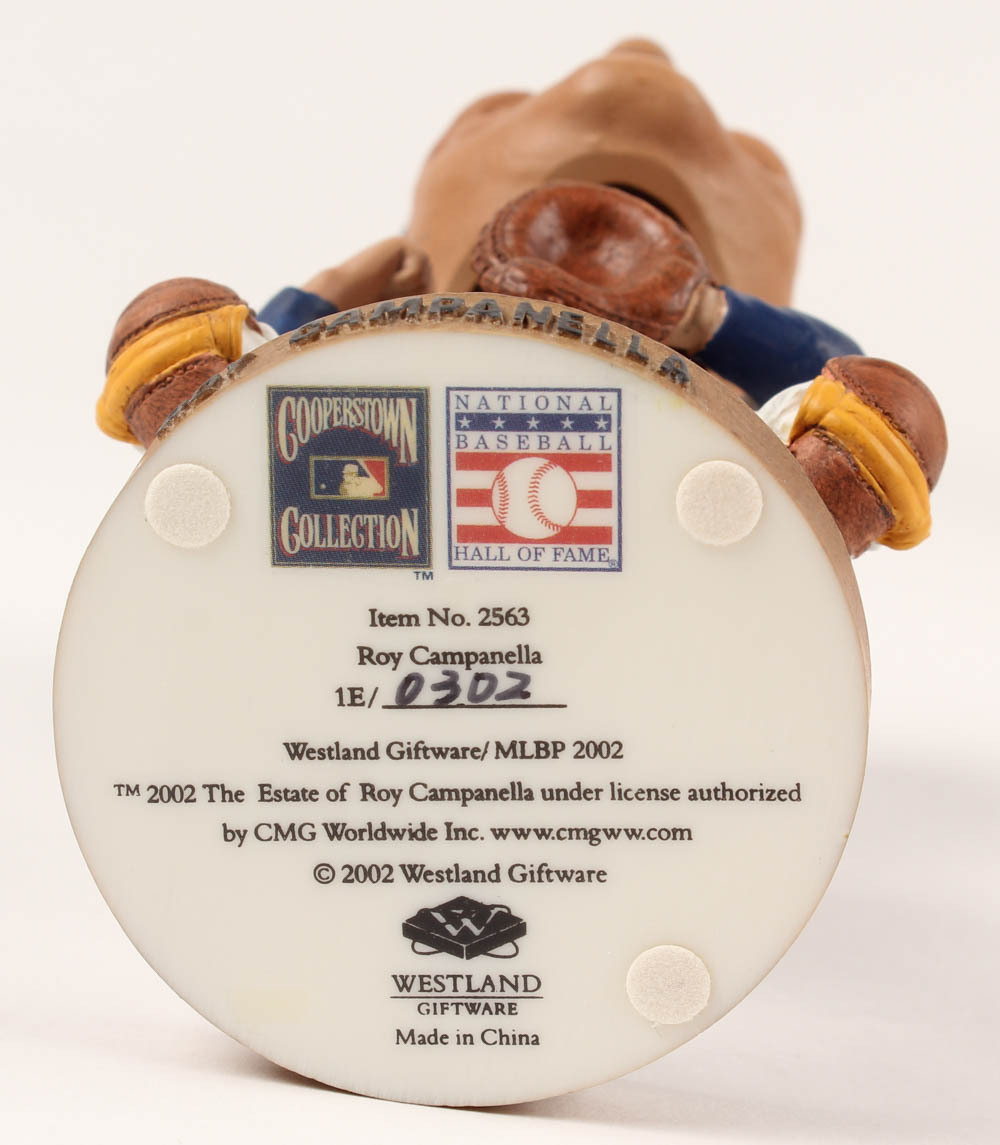 CAMPANELLA
COOPERSTOWN
COLLECTION
TM
NATIONAL
BASEBALL
HALL OF FAME®
Item No. 2563
Roy Campanella
1E/ 0302
Westland Giftware/ MLBP 2002
™ 2002 The Estate of Roy Campanella under license authorized
by CMG Worldwide Inc. www.cmgww.com
© 2002 Westland Giftware
W
WESTLAND
GIFTWARE
Made in China